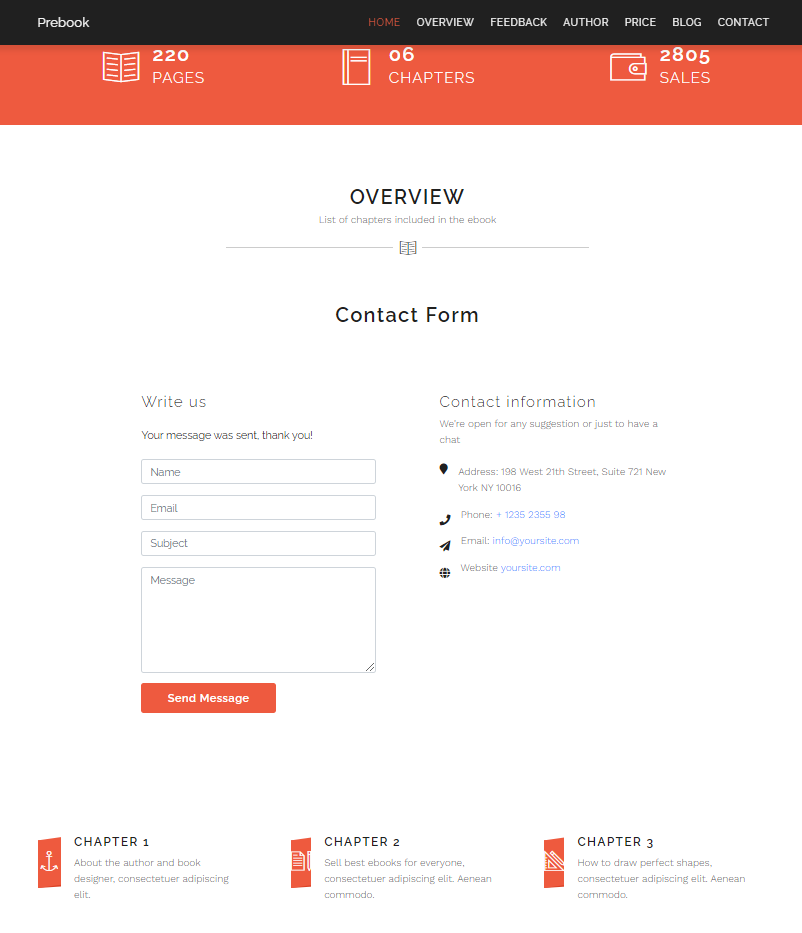 Prebook
HOME OVERVIEW FEEDBACK AUTHOR PRICE BLOG CONTACT
220
PAGES
06
CHAPTERS
2805
SALES
OVERVIEW
List of chapters included in the ebook
Contact Form
Write us
Your message was sent, thank you!
Name
Email
Subject
Message
Send Message
Contact information
We're open for any suggestion or just to have a
chat
Address: 198 West 21th Street, Suite 721 New
York NY 10016
Phone: + 1235 2355 98
Email: info@yoursite.com
Website yoursite.com
CHAPTER 1
About the author and book
designer, consectetuer adipiscing
elit.
CHAPTER 2
Sell best ebooks for everyone,
consectetuer adipiscing elit. Aenean
commodo.
CHAPTER 3
How to draw perfect shapes,
consectetuer adipiscing elit. Aenean
commodo.